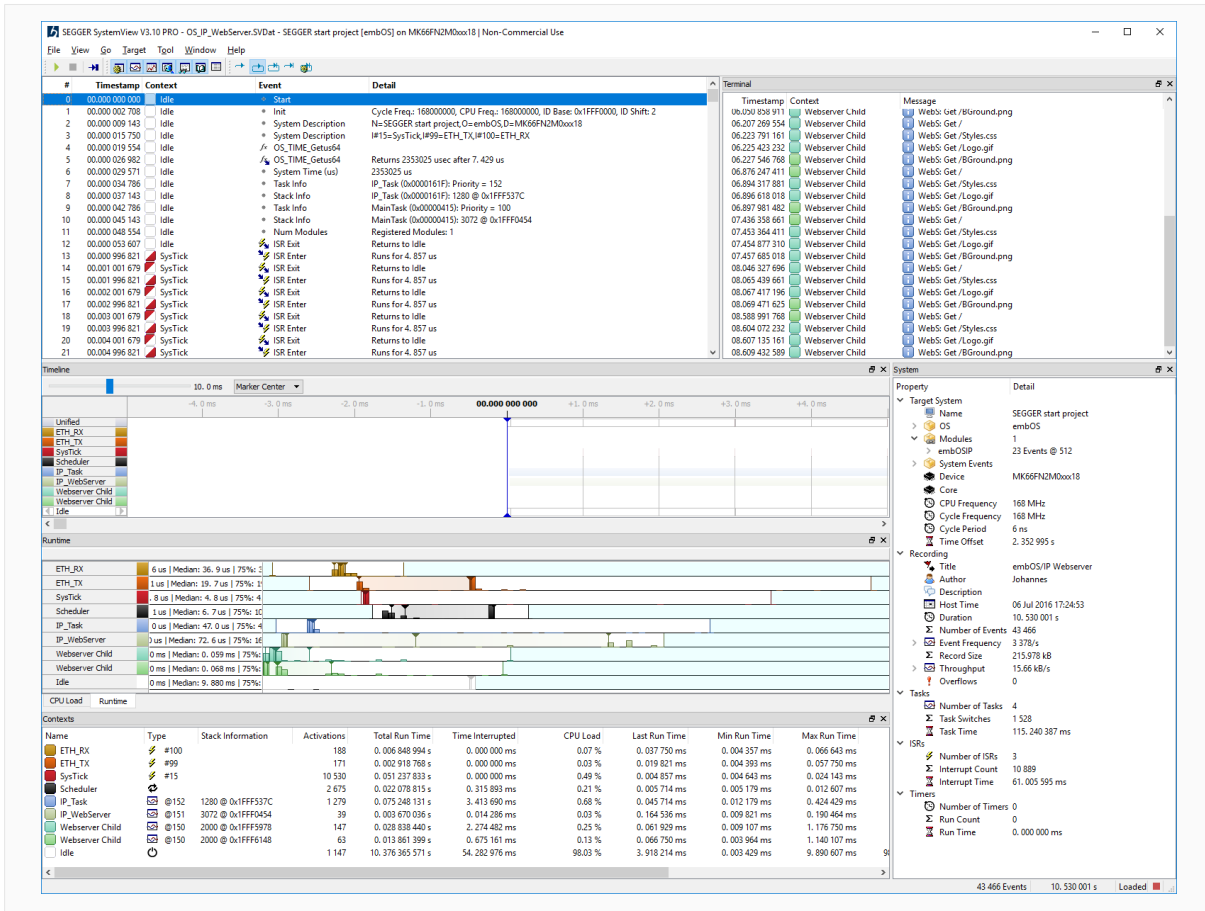 SEGGER SystemView V3.10 PRO - OS_IP_WebServer.SVDat - SEGGER start project [embOS] on MK66FN2M0xxx18 | Non-Commercial Use
File View Go Target Tool Window Help
# Timestamp Context Event Detail
0 00.000 000 000 Idle Start
1 00.000 002 708 Idle Init Cycle Freq.: 168000000, CPU Freq.: 168000000, ID Base: 0x1FFF0000, ID Shift: 2
2 00.000 009 143 Idle System Description N=SEGGER start project,O=embOS,D=MK66FN2M0xxx18
3 00.000 015 750 Idle System Description I#15=SysTick,I#99=ETH_TX,I#100=ETH_RX
4 00.000 019 554 Idle OS_TIME_Getus64
5 00.000 026 982 Idle OS_TIME_Getus64 Returns 2353025 usec after 7. 429 us
6 00.000 029 571 Idle System Time (us) 2353025 us
7 00.000 034 786 Idle Task Info IP_Task (0x0000161F): Priority = 152
8 00.000 037 143 Idle Stack Info IP_Task (0x0000161F): 1280 @ 0x1FFF537C
9 00.000 042 786 Idle Task Info MainTask (0x00000415): Priority = 100
10 00.000 045 143 Idle Stack Info MainTask (0x00000415): 3072 @ 0x1FFF0454
11 00.000 048 554 Idle Num Modules Registered Modules: 1
12 00.000 053 607 Idle ISR Exit Returns to Idle
13 00.000 996 821 SysTick ISR Enter Runs for 4. 857 us
14 00.001 001 679 SysTick ISR Exit Returns to Idle
15 00.001 996 821 SysTick ISR Enter Runs for 4. 857 us
16 00.002 001 679 SysTick ISR Exit Returns to Idle
17 00.002 996 821 SysTick ISR Enter Runs for 4. 857 us
18 00.003 001 679 SysTick ISR Exit Returns to Idle
19 00.003 996 821 SysTick ISR Enter Runs for 4. 857 us
20 00.004 001 679 SysTick ISR Exit Returns to Idle
21 00.004 996 821 SysTick ISR Enter Runs for 4. 857 us
Terminal
Timestamp Context Message
06.050 858 911 Webserver Child WebS: Get /BGround.png
06.207 269 554 Webserver Child WebS: Get /
06.223 791 161 Webserver Child WebS: Get /Styles.css
06.225 423 232 Webserver Child WebS: Get /Logo.gif
06.227 546 768 Webserver Child WebS: Get /BGround.png
06.876 247 411 Webserver Child WebS: Get /
06.894 317 881 Webserver Child WebS: Get /Styles.css
06.896 618 018 Webserver Child WebS: Get /Logo.gif
06.897 981 482 Webserver Child WebS: Get /BGround.png
07.436 358 661 Webserver Child WebS: Get /
07.453 364 411 Webserver Child WebS: Get /Styles.css
07.454 877 310 Webserver Child WebS: Get /Logo.gif
07.457 685 018 Webserver Child WebS: Get /BGround.png
08.046 327 696 Webserver Child WebS: Get /
08.065 439 661 Webserver Child WebS: Get /Styles.css
08.067 417 196 Webserver Child WebS: Get /Logo.gif
08.069 471 625 Webserver Child WebS: Get /BGround.png
08.588 991 768 Webserver Child WebS: Get /
08.604 072 232 Webserver Child WebS: Get /Styles.css
08.607 135 161 Webserver Child WebS: Get /Logo.gif
08.609 432 589 Webserver Child WebS: Get /BGround.png
Timeline
10. 0 ms Marker Center
-4. 0 ms -3. 0 ms -2. 0 ms -1. 0 ms 00.000 000 000 +1. 0 ms +2. 0 ms +3. 0 ms +4. 0 ms
Unified
ETH_RX
ETH_TX
SysTick
Scheduler
IP_Task
IP_WebServer
Webserver Child
Webserver Child
Idle
Runtime
ETH_RX 6 us | Median: 36. 9 us | 75%: 3
ETH_TX 1 us | Median: 19. 7 us | 75%: 1
SysTick . 8 us | Median: 4. 8 us | 75%: 4
Scheduler 1 us | Median: 6. 7 us | 75%: 10
IP_Task 0 us | Median: 47. 0 us | 75%: 4
IP_WebServer us | Median: 72. 6 us | 75%: 16
Webserver Child 0 ms | Median: 0. 059 ms | 75%:
Webserver Child 0 ms | Median: 0. 068 ms | 75%:
Idle 0 ms | Median: 9. 880 ms | 75%:
CPU Load Runtime
Contexts
Name Type Stack Information Activations Total Run Time Time Interrupted CPU Load Last Run Time Min Run Time Max Run Time
ETH_RX #100 188 0. 006 848 994 s 0. 000 000 ms 0.07 % 0. 037 750 ms 0. 004 357 ms 0. 066 643 ms
ETH_TX #99 171 0. 002 918 768 s 0. 000 000 ms 0.03 % 0. 019 821 ms 0. 004 393 ms 0. 057 750 ms
SysTick #15 10 530 0. 051 237 833 s 0. 000 000 ms 0.49 % 0. 004 857 ms 0. 004 643 ms 0. 024 143 ms
Scheduler 2 675 0. 022 078 815 s 0. 315 893 ms 0.21 % 0. 005 714 ms 0. 005 179 ms 0. 012 607 ms
IP_Task @152 1280 @ 0x1FFF537C 1 279 0. 075 248 131 s 3. 413 690 ms 0.68 % 0. 045 714 ms 0. 012 179 ms 0. 424 429 ms
IP_WebServer @151 3072 @ 0x1FFF0454 39 0. 003 670 036 s 0. 014 286 ms 0.03 % 0. 164 536 ms 0. 009 821 ms 0. 190 464 ms
Webserver Child @150 2000 @ 0x1FFF5978 147 0. 028 838 440 s 2. 274 482 ms 0.25 % 0. 061 929 ms 0. 009 107 ms 1. 176 750 ms
Webserver Child @150 2000 @ 0x1FFF6148 63 0. 013 861 399 s 0. 675 161 ms 0.13 % 0. 066 750 ms 0. 003 964 ms 1. 140 107 ms
Idle 1 147 10. 376 365 571 s 54. 282 976 ms 98.03 % 3. 918 214 ms 0. 003 429 ms 9. 890 607 ms
System
Property Detail
Target System
Name SEGGER start project
OS embOS
Modules 1
embOSIP 23 Events @ 512
System Events
Device MK66FN2M0xxx18
Core
CPU Frequency 168 MHz
Cycle Frequency 168 MHz
Cycle Period 6 ns
Time Offset 2. 352 995 s
Recording
Title embOS/IP Webserver
Author Johannes
Description
Host Time 06 Jul 2016 17:24:53
Duration 10. 530 001 s
Number of Events 43 466
Event Frequency 3 378/s
Record Size 215.978 kB
Throughput 15.66 kB/s
Overflows 0
Tasks
Number of Tasks 4
Task Switches 1 528
Task Time 115. 240 387 ms
ISRs
Number of ISRs 3
Interrupt Count 10 889
Interrupt Time 61. 005 595 ms
Timers
Number of Timers 0
Run Count 0
Run Time 0. 000 000 ms
43 466 Events 10. 530 001 s Loaded